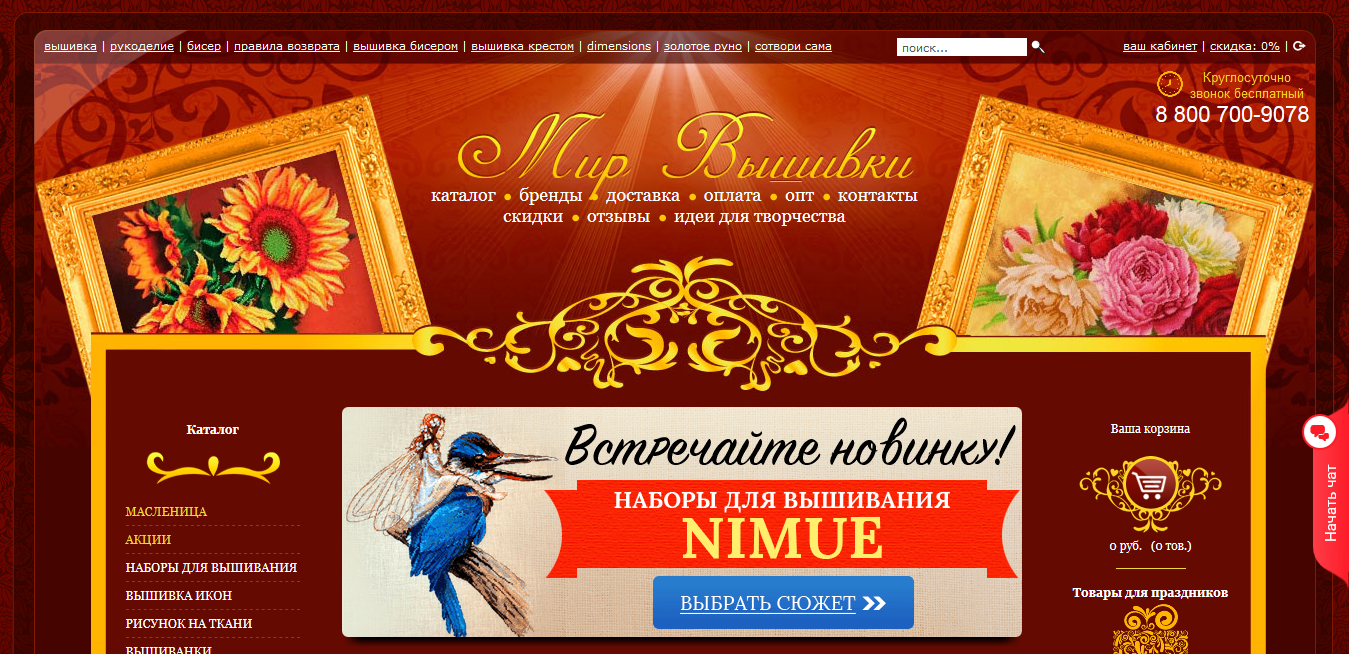 вышивка | рукоделие | бисер | правила возврата | вышивка бисером | вышивка крестом | dimensions | золотое руно | сотвори сама
поиск...
ваш кабинет | скидка: 0% |
Круглосуточно
звонок бесплатный
8 800 700-9078
Мир Вышивки
каталог • бренды • доставка • оплата • опт • контакты
скидки • отзывы • идеи для творчества
Каталог
МАСЛЕНИЦА
АКЦИИ
НАБОРЫ ДЛЯ ВЫШИВАНИЯ
ВЫШИВКА ИКОН
РИСУНОК НА ТКАНИ
ВЫШИВАНКИ
Встречайте новинку!
НАБОРЫ ДЛЯ ВЫШИВАНИЯ
NIMUE
ВЫБРАТЬ СЮЖЕТ
Ваша корзина
0 руб. (0 тов.)
Товары для праздников
Начать чат